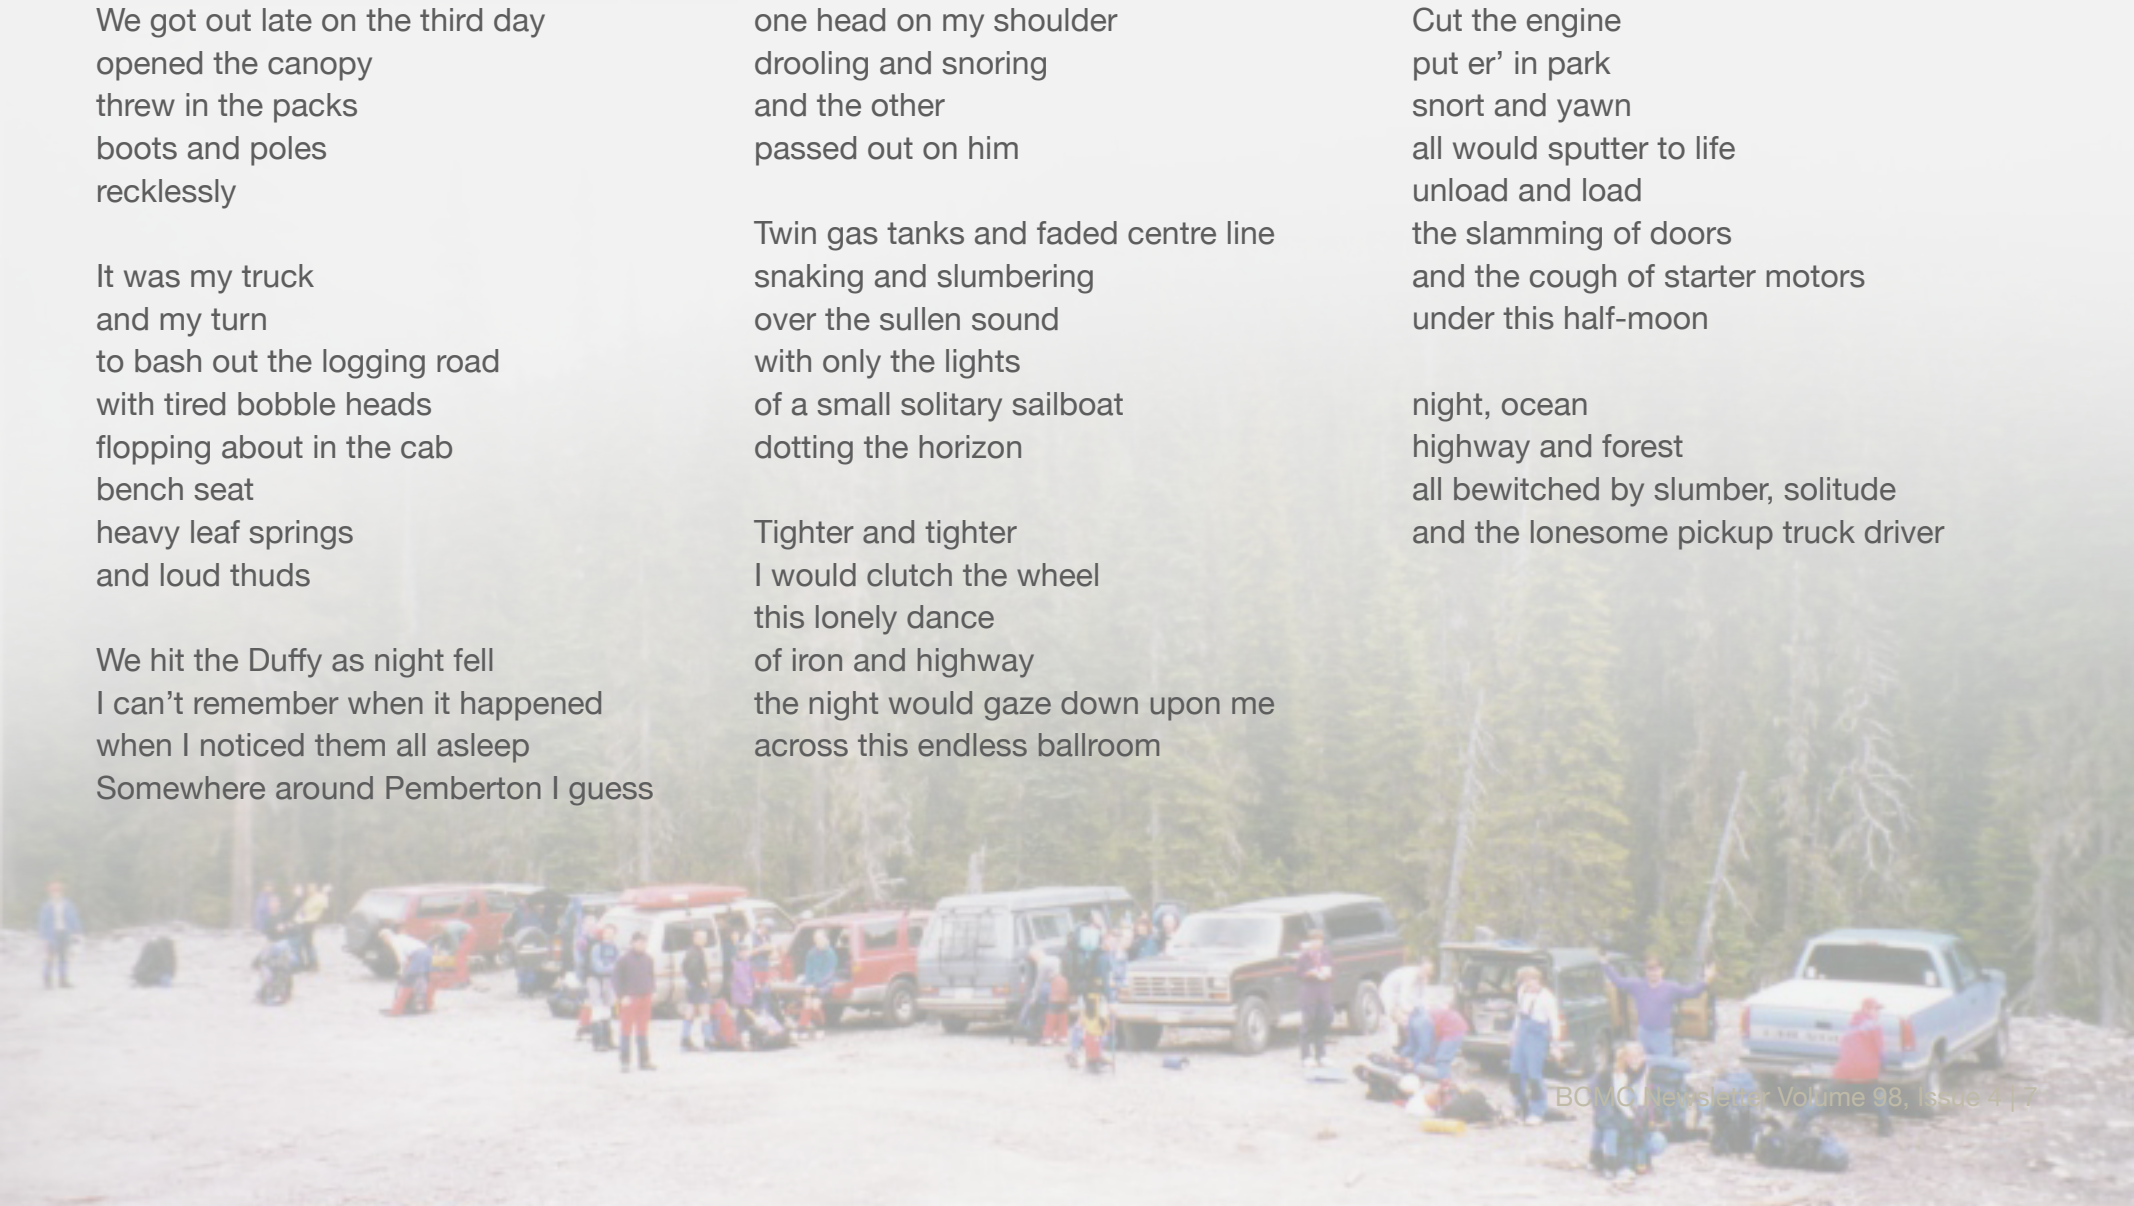 We got out late on the third day
opened the canopy
threw in the packs
boots and poles
recklessly
It was my truck
and my turn
to bash out the logging road
with tired bobble heads
flopping about in the cab
bench seat
heavy leaf springs
and loud thuds
We hit the Duffy as night fell
I can’t remember when it happened
when I noticed them all asleep
Somewhere around Pemberton I guess
one head on my shoulder
drooling and snoring
and the other
passed out on him
Twin gas tanks and faded centre line
snaking and slumbering
over the sullen sound
with only the lights
of a small solitary sailboat
dotting the horizon
Tighter and tighter
I would clutch the wheel
this lonely dance
of iron and highway
the night would gaze down upon me
across this endless ballroom
Cut the engine
put er’ in park
snort and yawn
all would sputter to life
unload and load
the slamming of doors
and the cough of starter motors
under this half-moon
night, ocean
highway and forest
all bewitched by slumber, solitude
and the lonesome pickup truck driver
BCMC Newsletter Volume 98, Issue 4 | 7